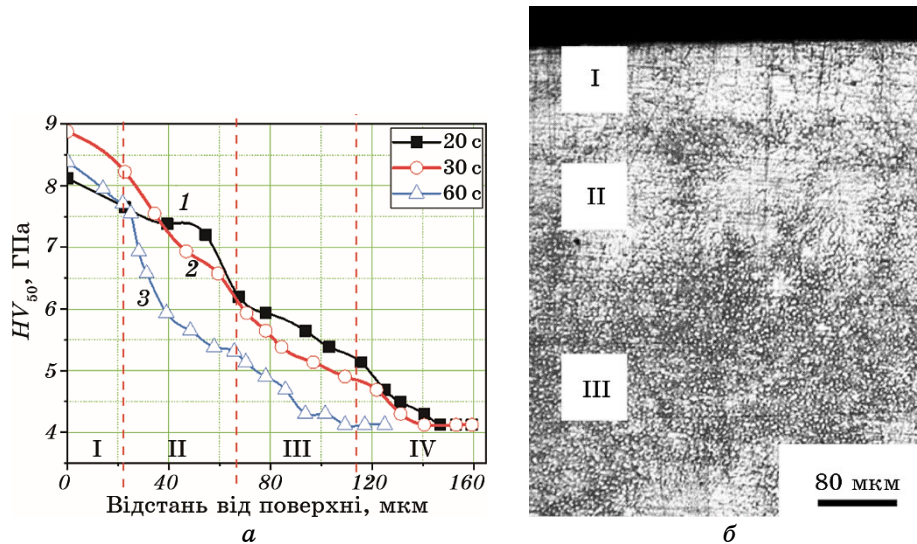 9
8
7
6
5
4
HV50, ГПа
20 с
30 с
60 с
1
2
3
I
II
III
IV
0
40
80
120
160
Відстань від поверхні, мкм
а
I
II
III
80 мкм
б